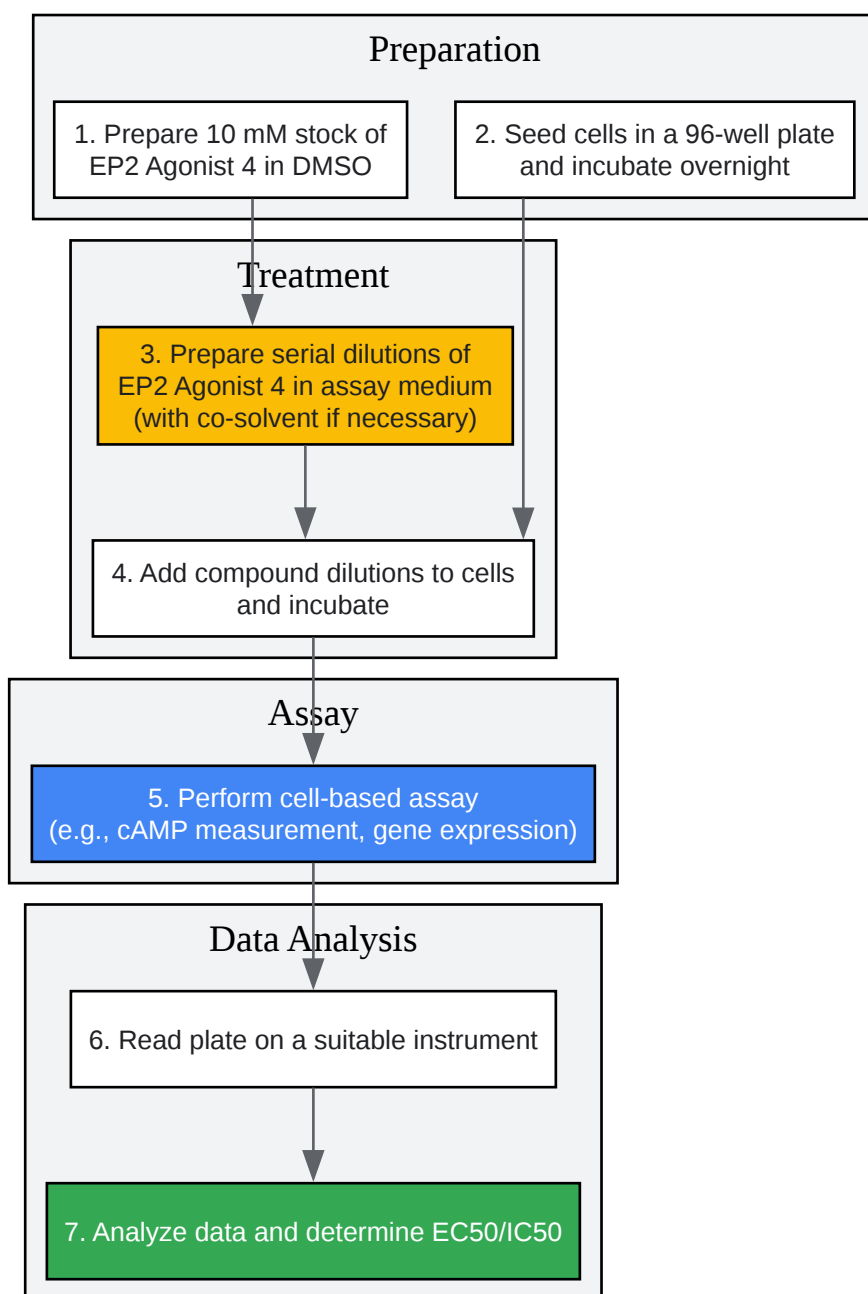 Preparation
1. Prepare 10 mM stock of
EP2 Agonist 4 in DMSO
2. Seed cells in a 96-well plate
and incubate overnight
Treatment
3. Prepare serial dilutions of
EP2 Agonist 4 in assay medium
(with co-solvent if necessary)
4. Add compound dilutions to cells
and incubate
Assay
5. Perform cell-based assay
(e.g., cAMP measurement, gene expression)
Data Analysis
6. Read plate on a suitable instrument
7. Analyze data and determine EC50/IC50